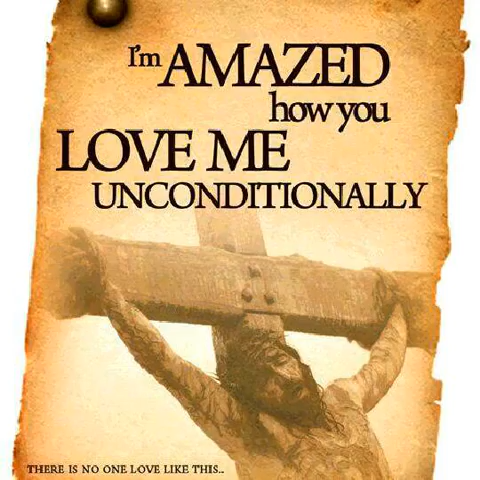 I'm AMAZED
how you
LOVE ME
UNCONDITIONALLY
THERE IS NO ONE LOVE LIKE THIS..